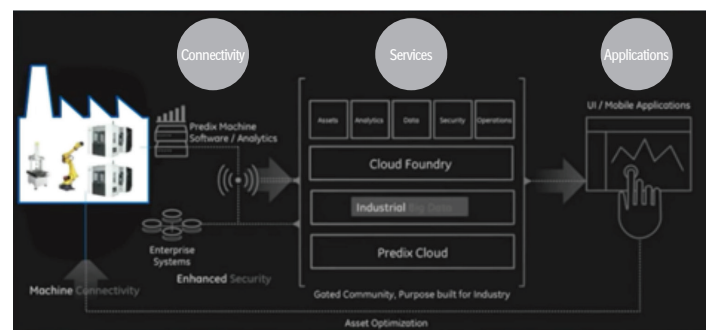 Connectivity
Services
Applications
Predix Machine
Software / Analytics
Assets
Analytics
Data
Security
Operations
UI / Mobile Applications
Cloud Foundry
Industrial Big Data
Predix Cloud
Enterprise
Systems
Enhanced Security
Machine Connectivity
Gated Community, Purpose built for Industry
Asset Optimization